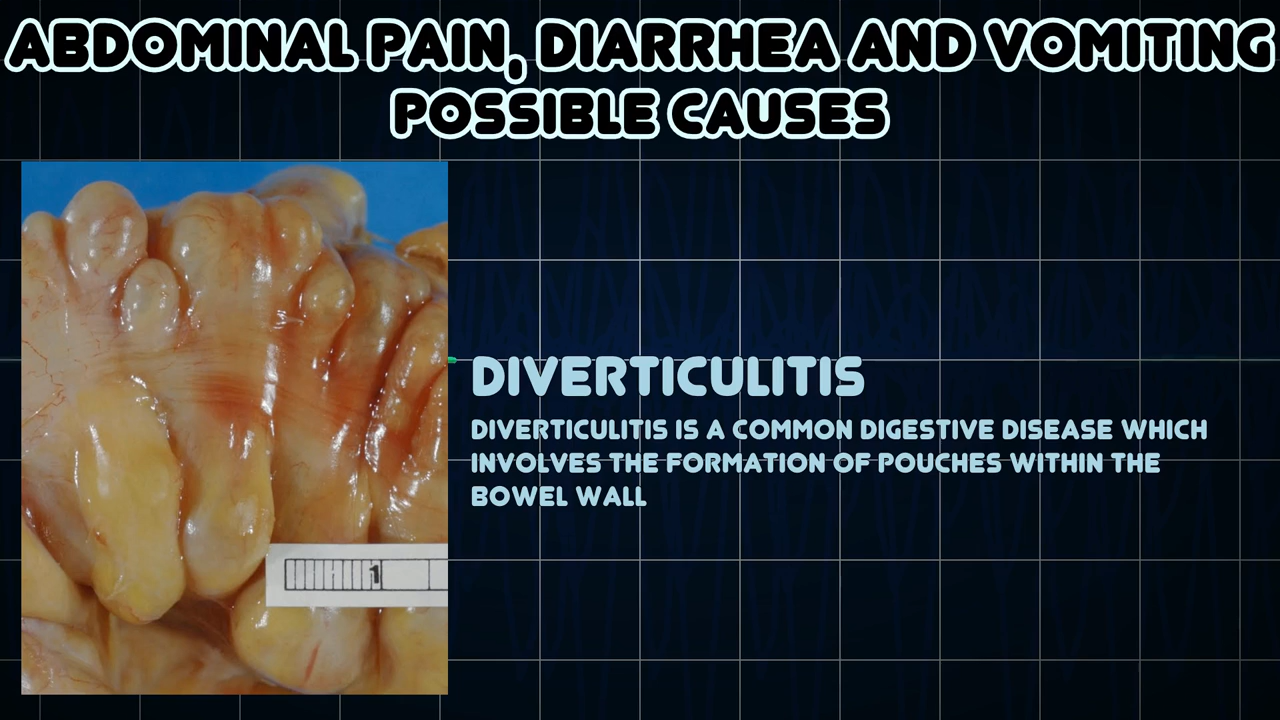 ABDOMINAL PAIN, DIARRHEA AND VOMITING
POSSIBLE CAUSES
DIVERTICULITIS
DIVERTICULITIS IS A COMMON DIGESTIVE DISEASE WHICH
INVOLVES THE FORMATION OF POUCHES WITHIN THE
BOWEL WALL
1